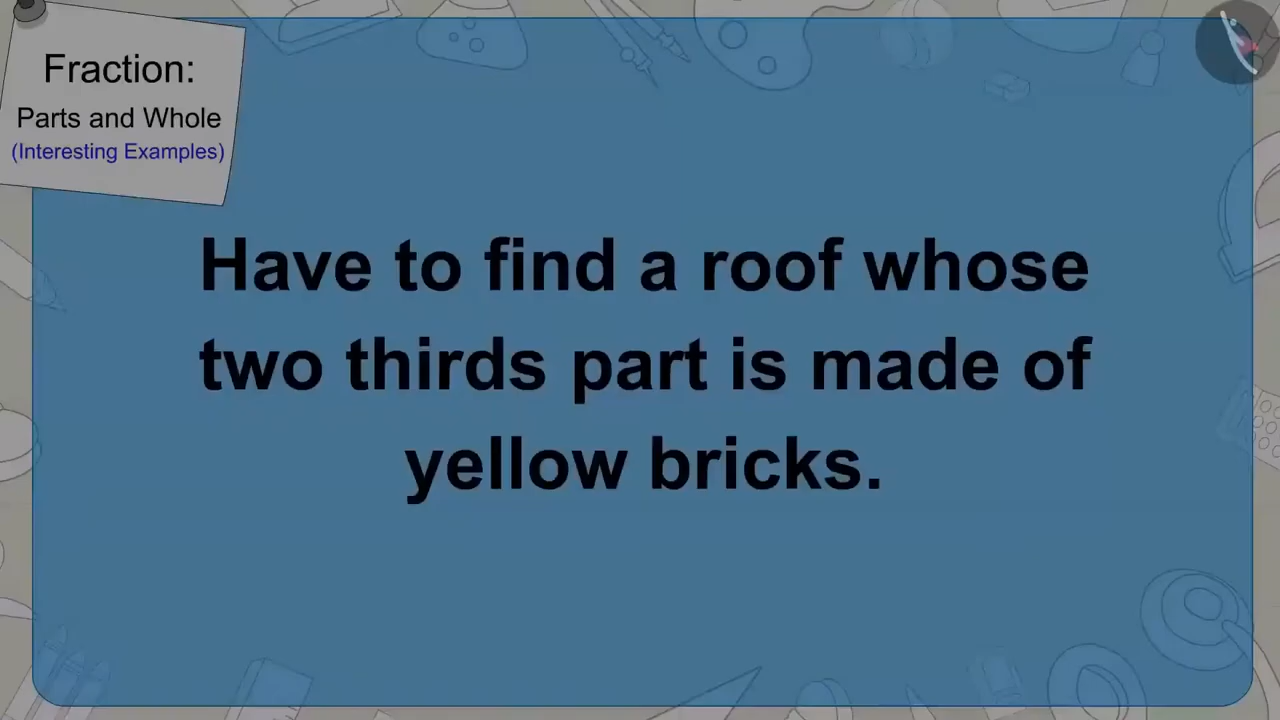 Fraction:
Parts and Whole
(Interesting Examples)
Have to find a roof whose
two thirds part is made of
yellow bricks.